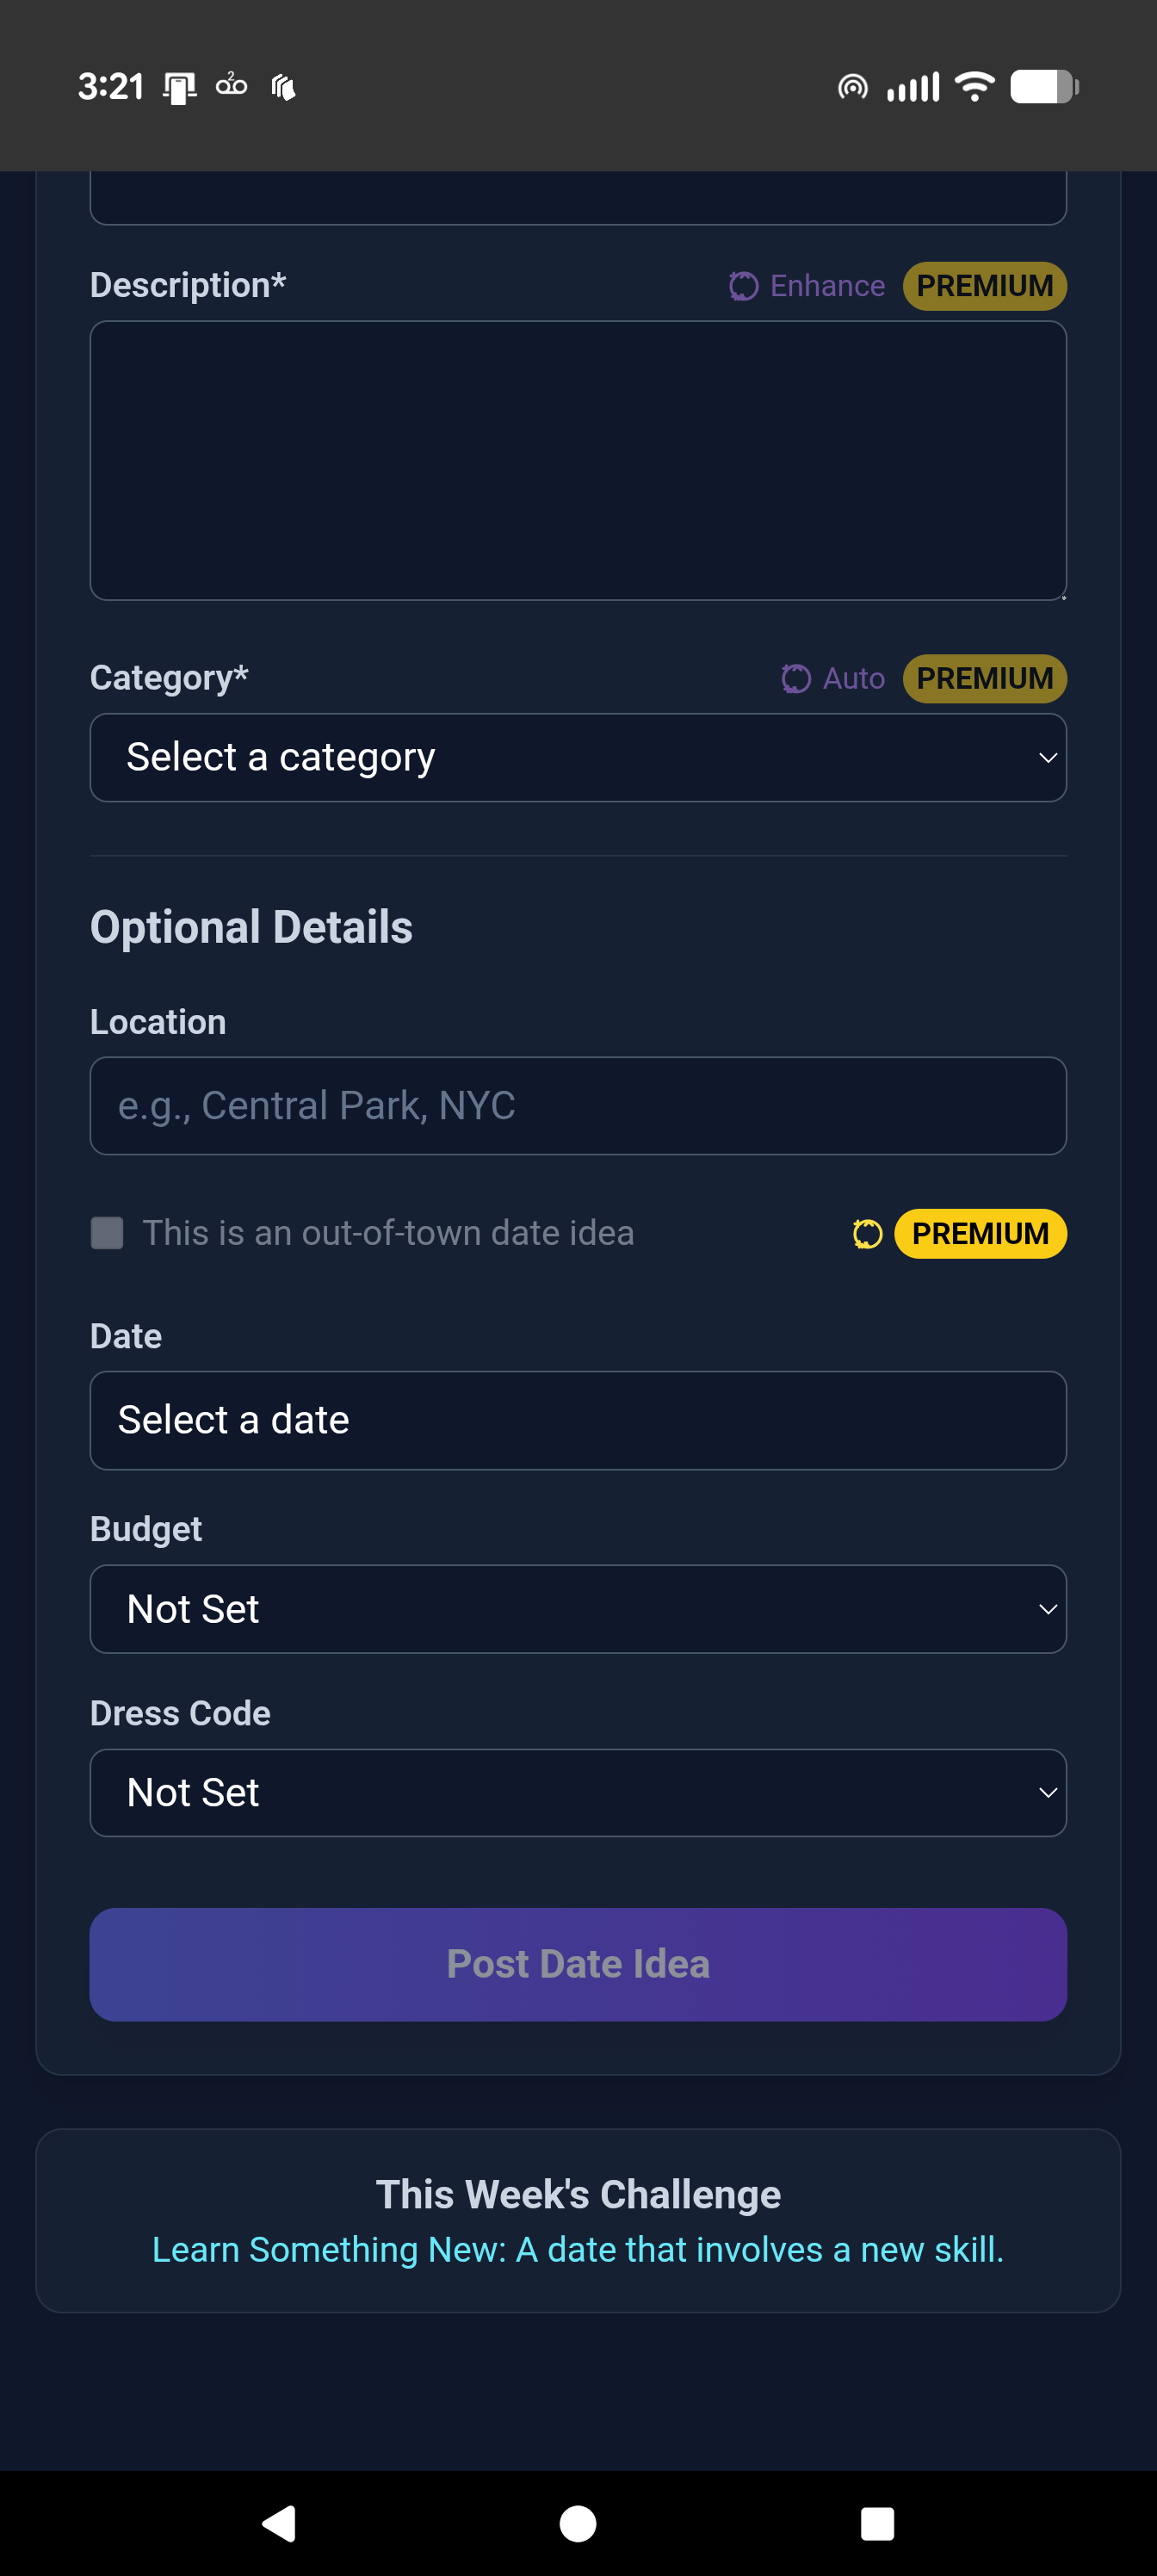 3:21
2
Description*
Enhance PREMIUM
Category*
Auto PREMIUM
Select a category
Optional Details
Location
e.g., Central Park, NYC
This is an out-of-town date idea
PREMIUM
Date
Select a date
Budget
Not Set
Dress Code
Not Set
Post Date Idea
This Week's Challenge
Learn Something New: A date that involves a new skill.